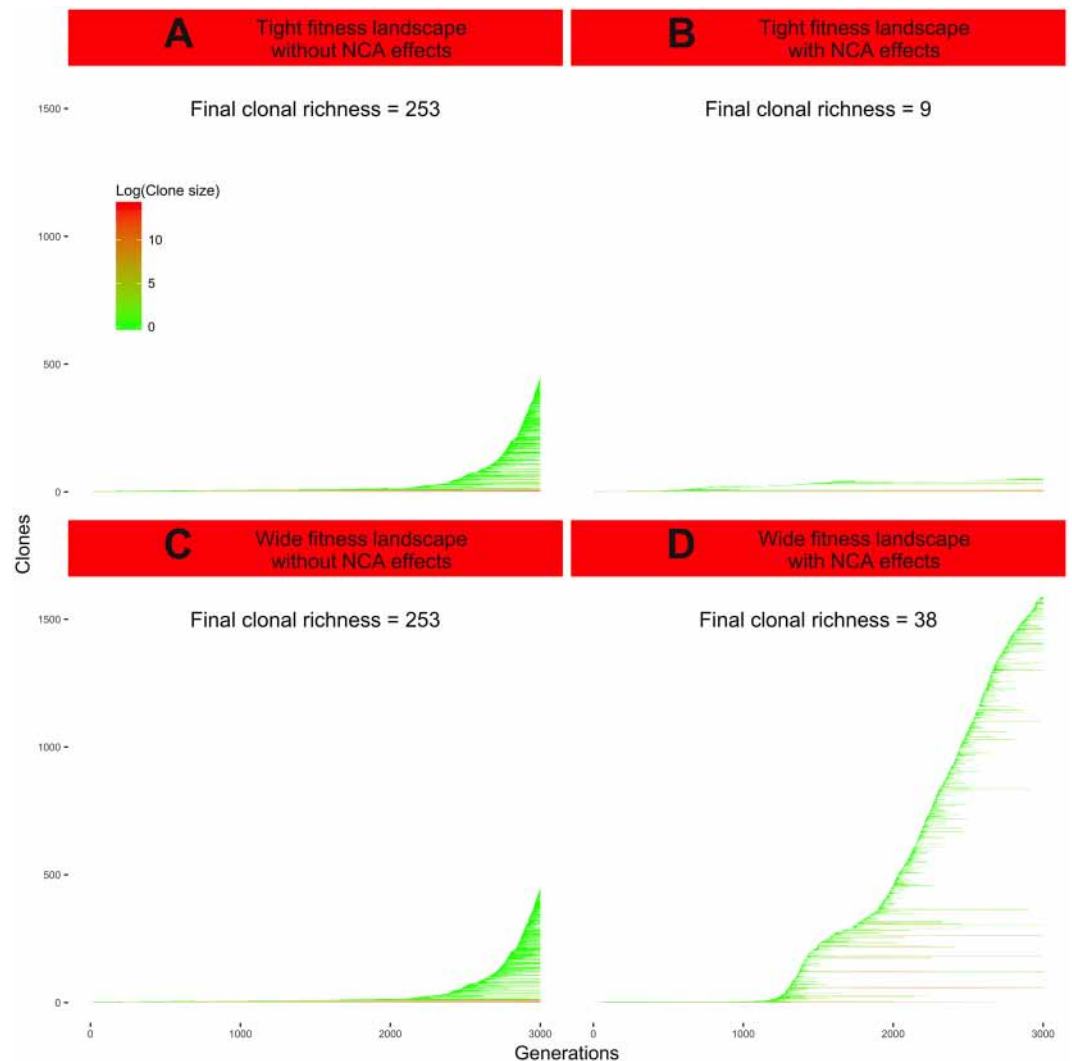 A
Tight fitness landscape
without NCA effects
B
Tight fitness landscape
with NCA effects
Final clonal richness = 253
Final clonal richness = 9
1500
1000
500
0
Log(Clone size)
10
5
0
Clones
C
Wide fitness landscape
without NCA effects
D
Wide fitness landscape
with NCA effects
Final clonal richness = 253
Final clonal richness = 38
1500
1000
500
0
0 1000 2000 3000
0 1000 2000 3000
Generations